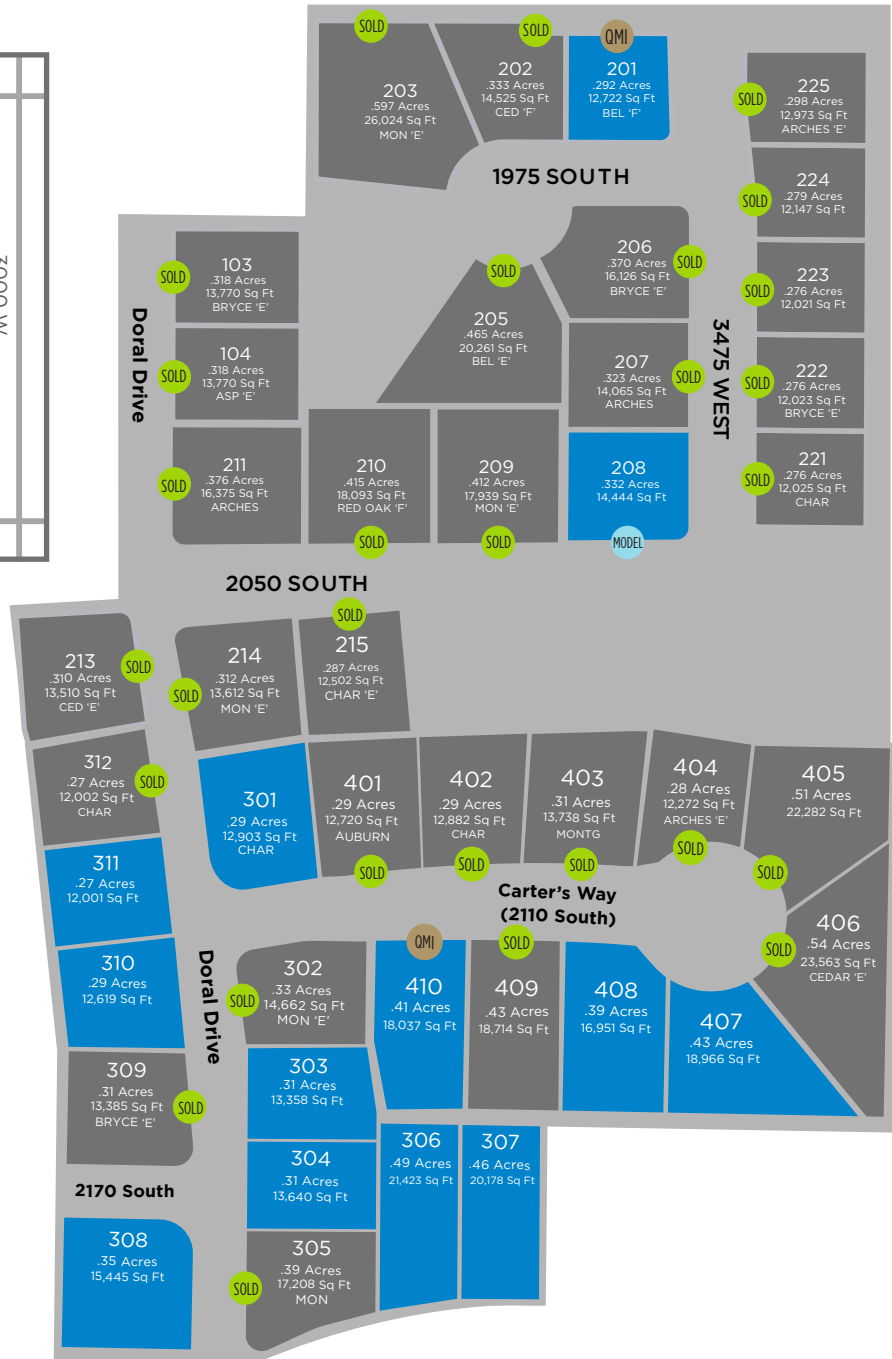 SOLD
203
.597 Acres
26,024 Sq Ft
MON 'E'
SOLD
202
.333 Acres
14,525 Sq Ft
CED 'F'
QMI
201
.292 Acres
12,722 Sq Ft
BEL 'F'
SOLD
225
.298 Acres
12,973 Sq Ft
ARCHES 'E'
1975 SOUTH
SOLD
224
.279 Acres
12,147 Sq Ft
SOLD
103
.318 Acres
13,770 Sq Ft
BRYCE 'E'
SOLD
205
.465 Acres
20,261 Sq Ft
BEL 'E'
206
.370 Acres
16,126 Sq Ft
BRYCE 'E'
SOLD
SOLD
223
.276 Acres
12,021 Sq Ft
Doral Drive
SOLD
104
.318 Acres
13,770 Sq Ft
ASP 'E'
207
.323 Acres
14,065 Sq Ft
ARCHES
SOLD
3475 WEST
SOLD
222
.276 Acres
12,023 Sq Ft
BRYCE 'E'
SOLD
211
.376 Acres
16,375 Sq Ft
ARCHES
210
.415 Acres
18,093 Sq Ft
RED OAK 'F'
SOLD
209
.412 Acres
17,939 Sq Ft
MON 'E'
SOLD
208
.332 Acres
14,444 Sq Ft
MODEL
SOLD
221
.276 Acres
12,025 Sq Ft
CHAR
2050 SOUTH
213
.310 Acres
13,510 Sq Ft
CED 'E'
SOLD
SOLD
214
.312 Acres
13,612 Sq Ft
MON 'E'
SOLD
215
.287 Acres
12,502 Sq Ft
CHAR 'E'
312
.27 Acres
12,002 Sq Ft
CHAR
SOLD
301
.29 Acres
12,903 Sq Ft
CHAR
401
.29 Acres
12,720 Sq Ft
AUBURN
SOLD
402
.29 Acres
12,882 Sq Ft
CHAR
SOLD
403
.31 Acres
13,738 Sq Ft
MONTG
SOLD
404
.28 Acres
12,272 Sq Ft
ARCHES 'E'
SOLD
405
.51 Acres
22,282 Sq Ft
SOLD
311
.27 Acres
12,001 Sq Ft
Carter's Way
(2110 South)
SOLD
406
.54 Acres
23,563 Sq Ft
CEDAR 'E'
310
.29 Acres
12,619 Sq Ft
Doral Drive
SOLD
302
.33 Acres
14,662 Sq Ft
MON 'E'
QMI
410
.41 Acres
18,037 Sq Ft
SOLD
409
.43 Acres
18,714 Sq Ft
408
.39 Acres
16,951 Sq Ft
407
.43 Acres
18,966 Sq Ft
309
.31 Acres
13,385 Sq Ft
BRYCE 'E'
SOLD
303
.31 Acres
13,358 Sq Ft
2170 South
304
.31 Acres
13,640 Sq Ft
306
.49 Acres
21,423 Sq Ft
307
.46 Acres
20,178 Sq Ft
308
.35 Acres
15,445 Sq Ft
SOLD
305
.39 Acres
17,208 Sq Ft
MON